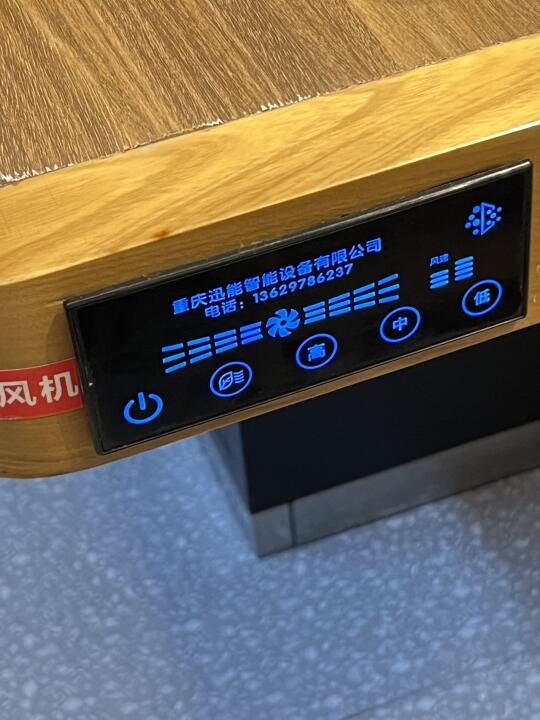 重庆迅能智能设备有限公司
电话：13629786237
风速
高
中
低
风机